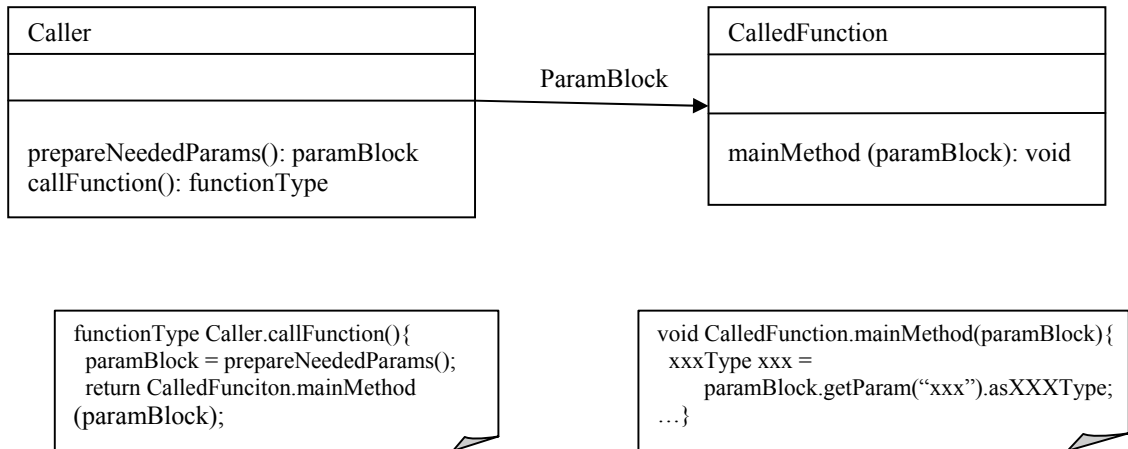 Caller
prepareNeededParams(): paramBlock
callFunction(): functionType
ParamBlock
CalledFunction
mainMethod (paramBlock): void
functionType Caller.callFunction(){
paramBlock = prepareNeededParams();
return CalledFunciton.mainMethod
(paramBlock);
void CalledFunction.mainMethod(paramBlock){
xxxType xxx =
paramBlock.getParam(“xxx”).asXXXType;
…}